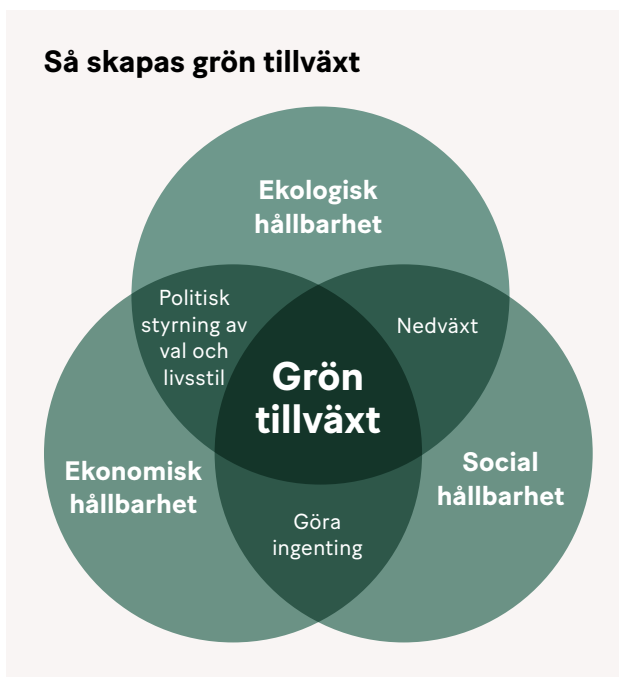 Så skapas grön tillväxt
Ekologisk
hållbarhet
Politisk
styrning av
val och
livsstil
Nedväxt
Grön
tillväxt
Ekonomisk
hållbarhet
Social
hållbarhet
Göra
ingenting